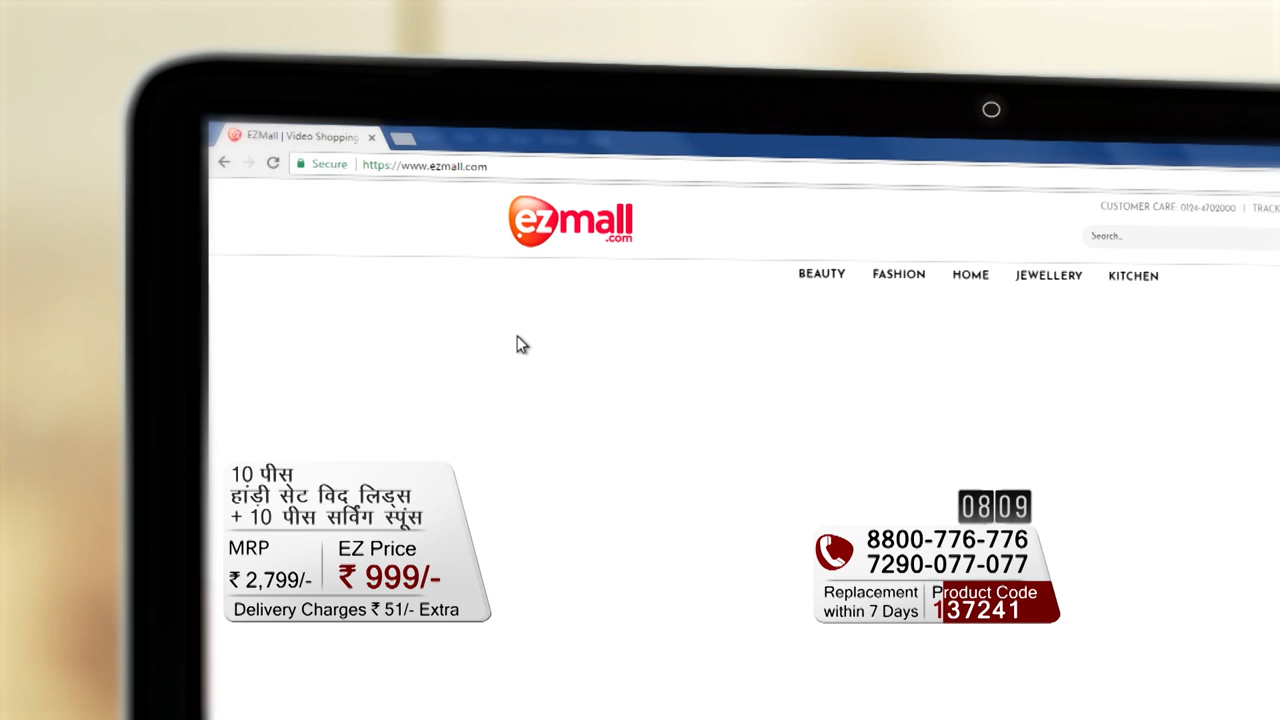 EZMall | Video Shopping
Secure
https://www.ezmall.com
ezmall
.com
CUSTOMER CARE: 0124-4702000 | TRACK
Search...
BEAUTY FASHION HOME JEWELLERY KITCHEN
10 पीस
हांड़ी सेट विद लिड्स
+ 10 पीस सर्विंग स्पूंस
MRP
₹ 2,799/-
EZ Price
₹ 999/-
Delivery Charges ₹ 51/- Extra
08 09
8800-776-776
7290-077-077
Replacement
within 7 Days
Product Code
137241